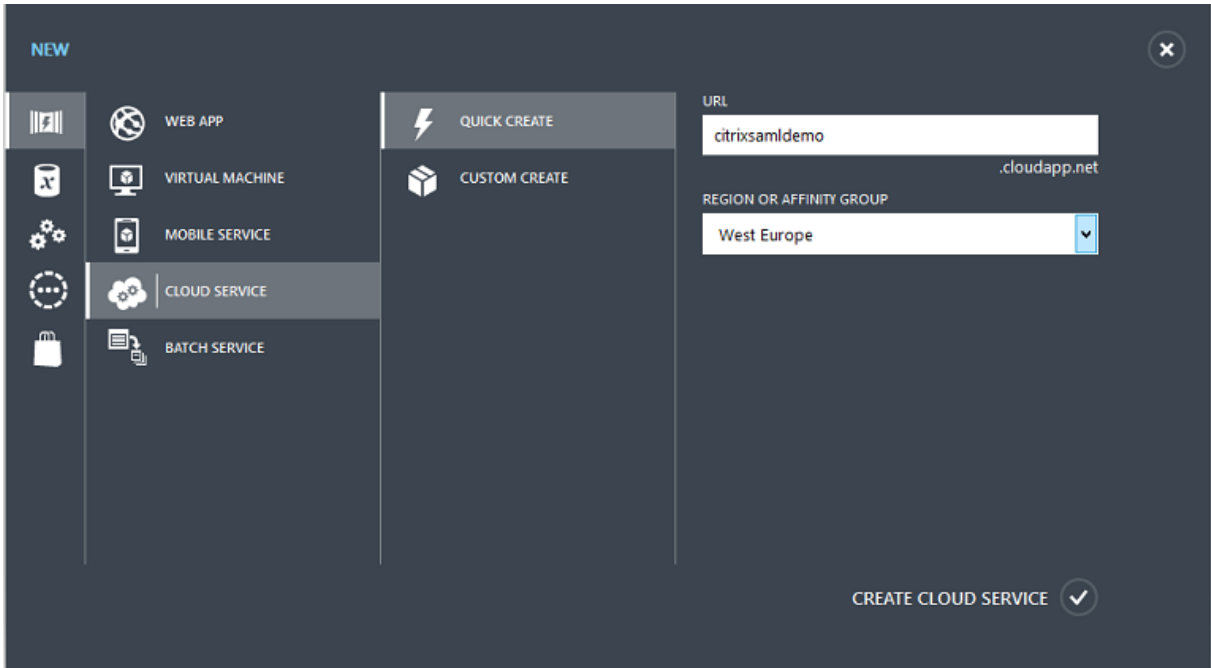 NEW
WEB APP
VIRTUAL MACHINE
MOBILE SERVICE
CLOUD SERVICE
BATCH SERVICE
QUICK CREATE
CUSTOM CREATE
URL
citrixsamldemo
.cloudapp.net
REGION OR AFFINITY GROUP
West Europe
CREATE CLOUD SERVICE